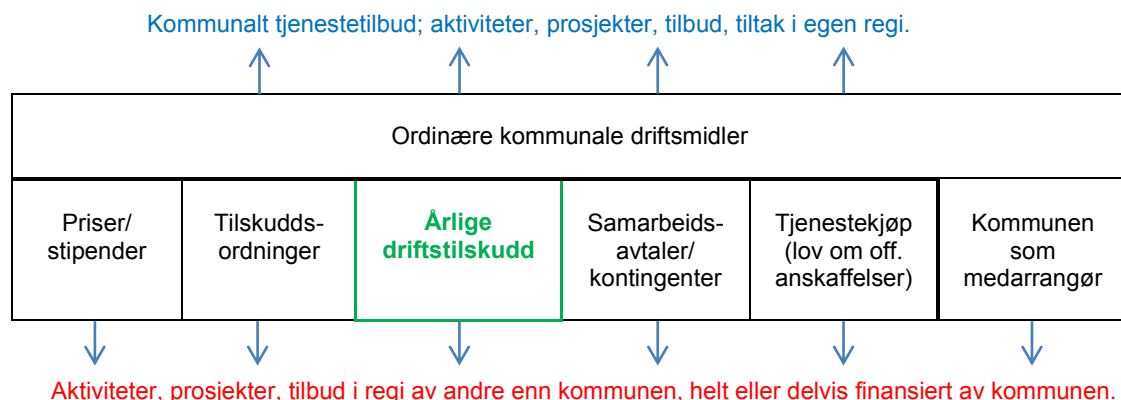 Kommunalt tjenestetilbud; aktiviteter, prosjekter, tilbud, tiltak i egen regi.
Ordinære kommunale driftsmidler
Priser/
stipender
Tilskudds-
ordninger
Årlige
driftstilskudd
Samarbeids-
avtaler/
kontingenter
Tjenestekjøp
(lov om off.
anskaffelser)
Kommunen
som
medarrangør
Aktiviteter, prosjekter, tilbud i regi av andre enn kommunen, helt eller delvis finansiert av kommunen.